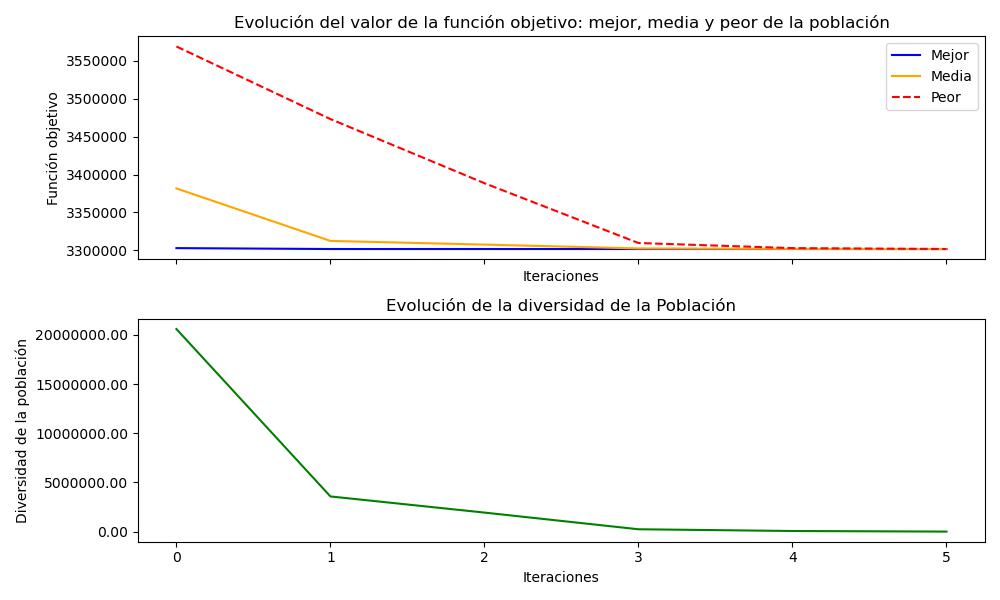 Evolución del valor de la función objetivo: mejor, media y peor de la población
Función objetivo
3550000
3500000
3450000
3400000
3350000
3300000
Mejor
Media
Peor
Iteraciones
Evolución de la diversidad de la Población
Diversidad de la población
20000000.00
15000000.00
10000000.00
5000000.00
0.00
0 1 2 3 4 5
Iteraciones